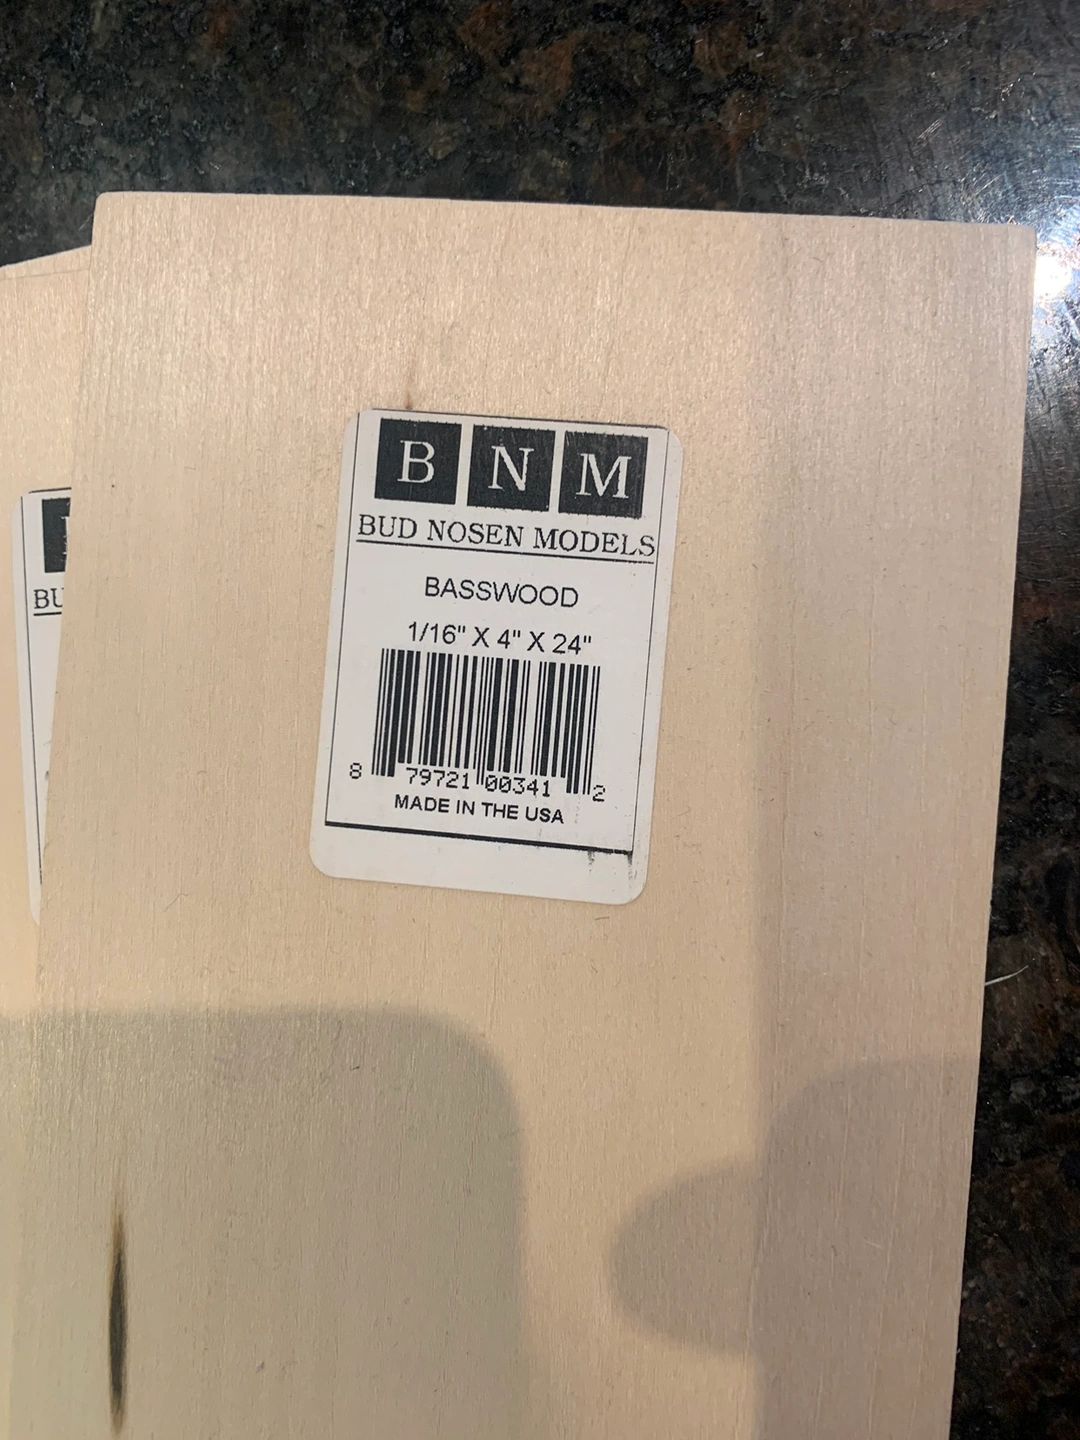 B N M
BUD NOSEN MODELS
BASSWOOD
1/16" X 4" X 24"
8 79721 00341 2
MADE IN THE USA
BU